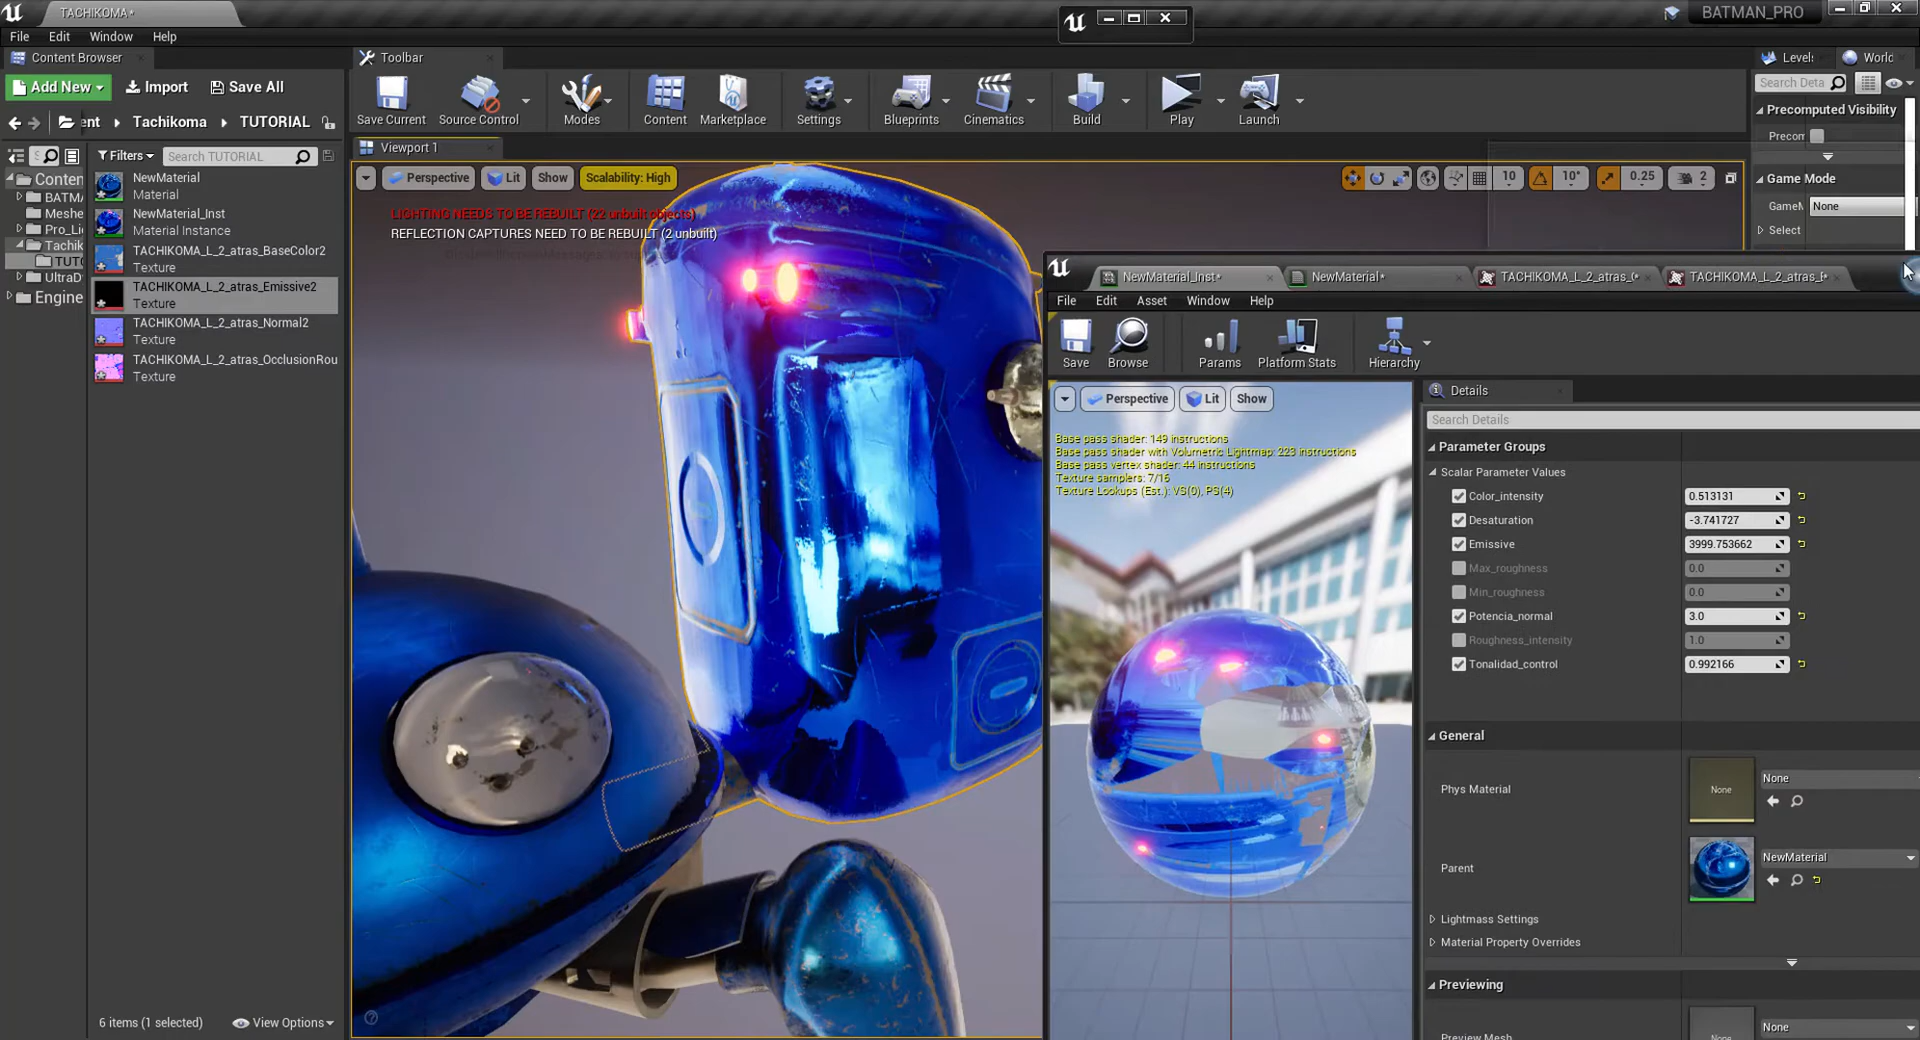 TACHIKOMA*
BATMAN_PRO
File Edit Window Help
Content Browser
Toolbar
Levels
World
Add New
Import
Save All
Save Current
Source Control
Modes
Content
Marketplace
Settings
Blueprints
Cinematics
Build
Play
Launch
Search Deta
Precomputed Visibility
Precom
Game Mode
GameM
None
Select
ent
Tachikoma
TUTORIAL
Viewport 1
Filters
Search TUTORIAL
Conten
BATM
Meshe
Pro_Li
Tachik
TUTO
UltraD
Engine
NewMaterial
Material
NewMaterial_Inst
Material Instance
TACHIKOMA_L_2_atras_BaseColor2
Texture
TACHIKOMA_L_2_atras_Emissive2
Texture
TACHIKOMA_L_2_atras_Normal2
Texture
TACHIKOMA_L_2_atras_OcclusionRou
Texture
6 items (1 selected)
View Options
Perspective
Lit
Show
Scalability: High
10
10°
0.25
2
LIGHTING NEEDS TO BE REBUILT (22 unbuilt objects)
REFLECTION CAPTURES NEED TO BE REBUILT (2 unbuilt)
NewMaterial_Inst*
NewMaterial*
TACHIKOMA_L_2_atras_(*
TACHIKOMA_L_2_atras_
File Edit Asset Window Help
Save
Browse
Params
Platform Stats
Hierarchy
Perspective
Lit
Show
Base pass shader: 149 instructions
Base pass shader with Volumetric Lightmap: 223 instructions
Base pass vertex shader: 44 instructions
Texture samplers: 7/16
Texture Lookups (Est.): VS(0), PS(4)
Details
Search Details
Parameter Groups
Scalar Parameter Values
Color_intensity 0.513131
Desaturation -3.741727
Emissive 3999.753662
Max_roughness 0.0
Min_roughness 0.0
Potencia_normal 3.0
Roughness_intensity 1.0
Tonalidad_control 0.992166
General
Phys Material
None
None
Parent
NewMaterial
Lightmass Settings
Material Property Overrides
Previewing
Preview Mesh
None
None